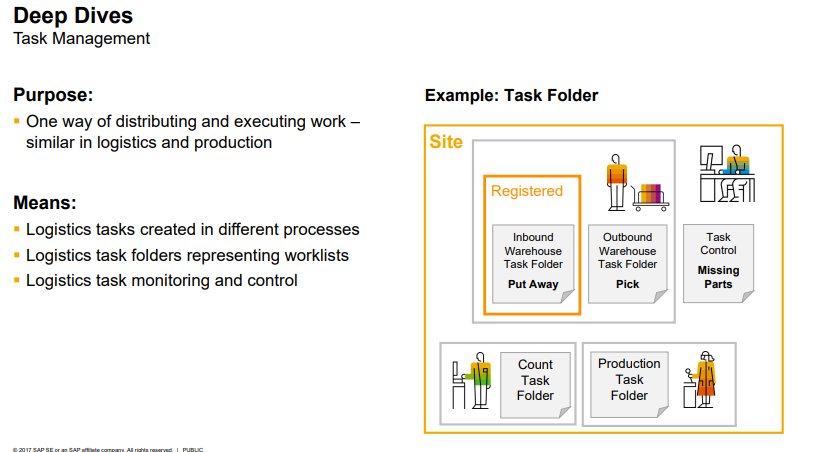 Deep Dives
Task Management
Purpose:
One way of distributing and executing work –
similar in logistics and production
Means:
Logistics tasks created in different processes
Logistics task folders representing worklists
Logistics task monitoring and control
Example: Task Folder
Site
Registered
Inbound
Warehouse
Task Folder
Put Away
Outbound
Warehouse
Task Folder
Pick
Task
Control
Missing
Parts
Count
Task
Folder
Production
Task
Folder
© 2017 SAP SE or an SAP affiliate company. All rights reserved. | PUBLIC